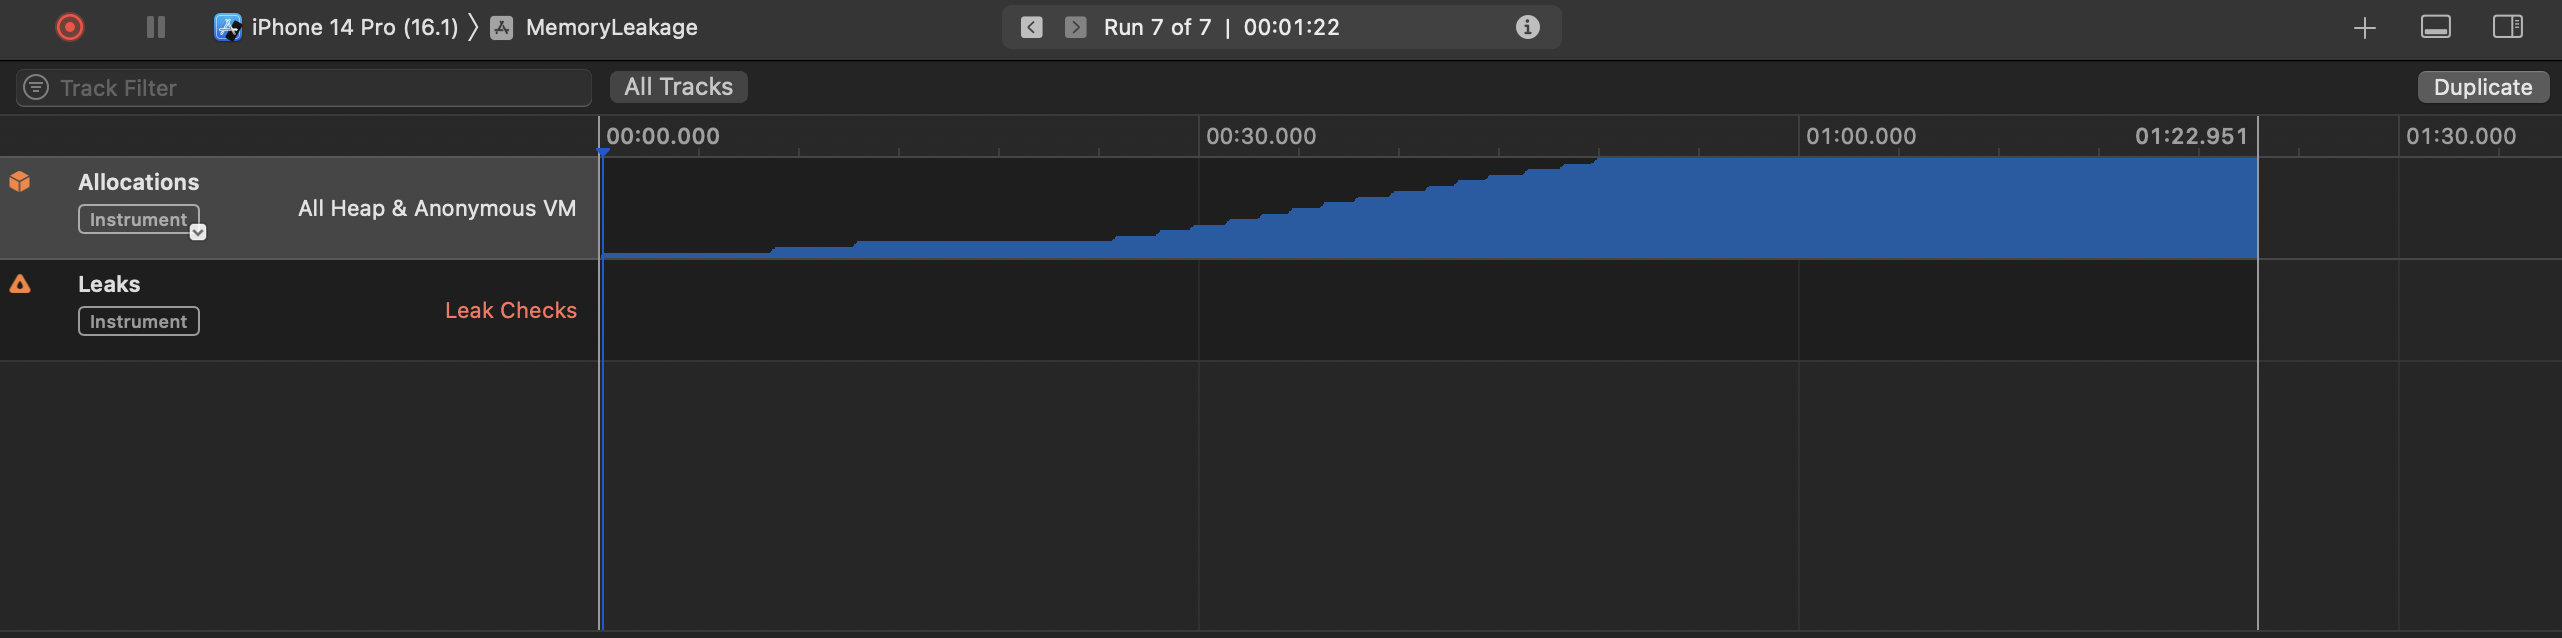 iPhone 14 Pro (16.1) 〉 MemoryLeakage
Run 7 of 7 | 00:01:22
Track Filter
All Tracks
Duplicate
00:00.000
00:30.000
01:00.000
01:22.951
01:30.000
Allocations
Instrument
All Heap & Anonymous VM
Leaks
Instrument
Leak Checks